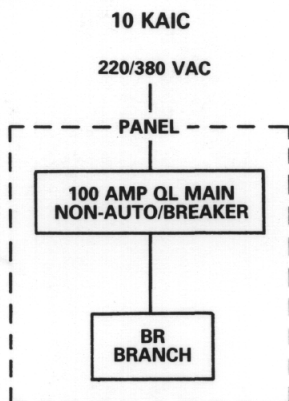 10 KAIC
220/380 VAC
PANEL
100 AMP QL MAIN
NON-AUTO/BREAKER
BR
BRANCH